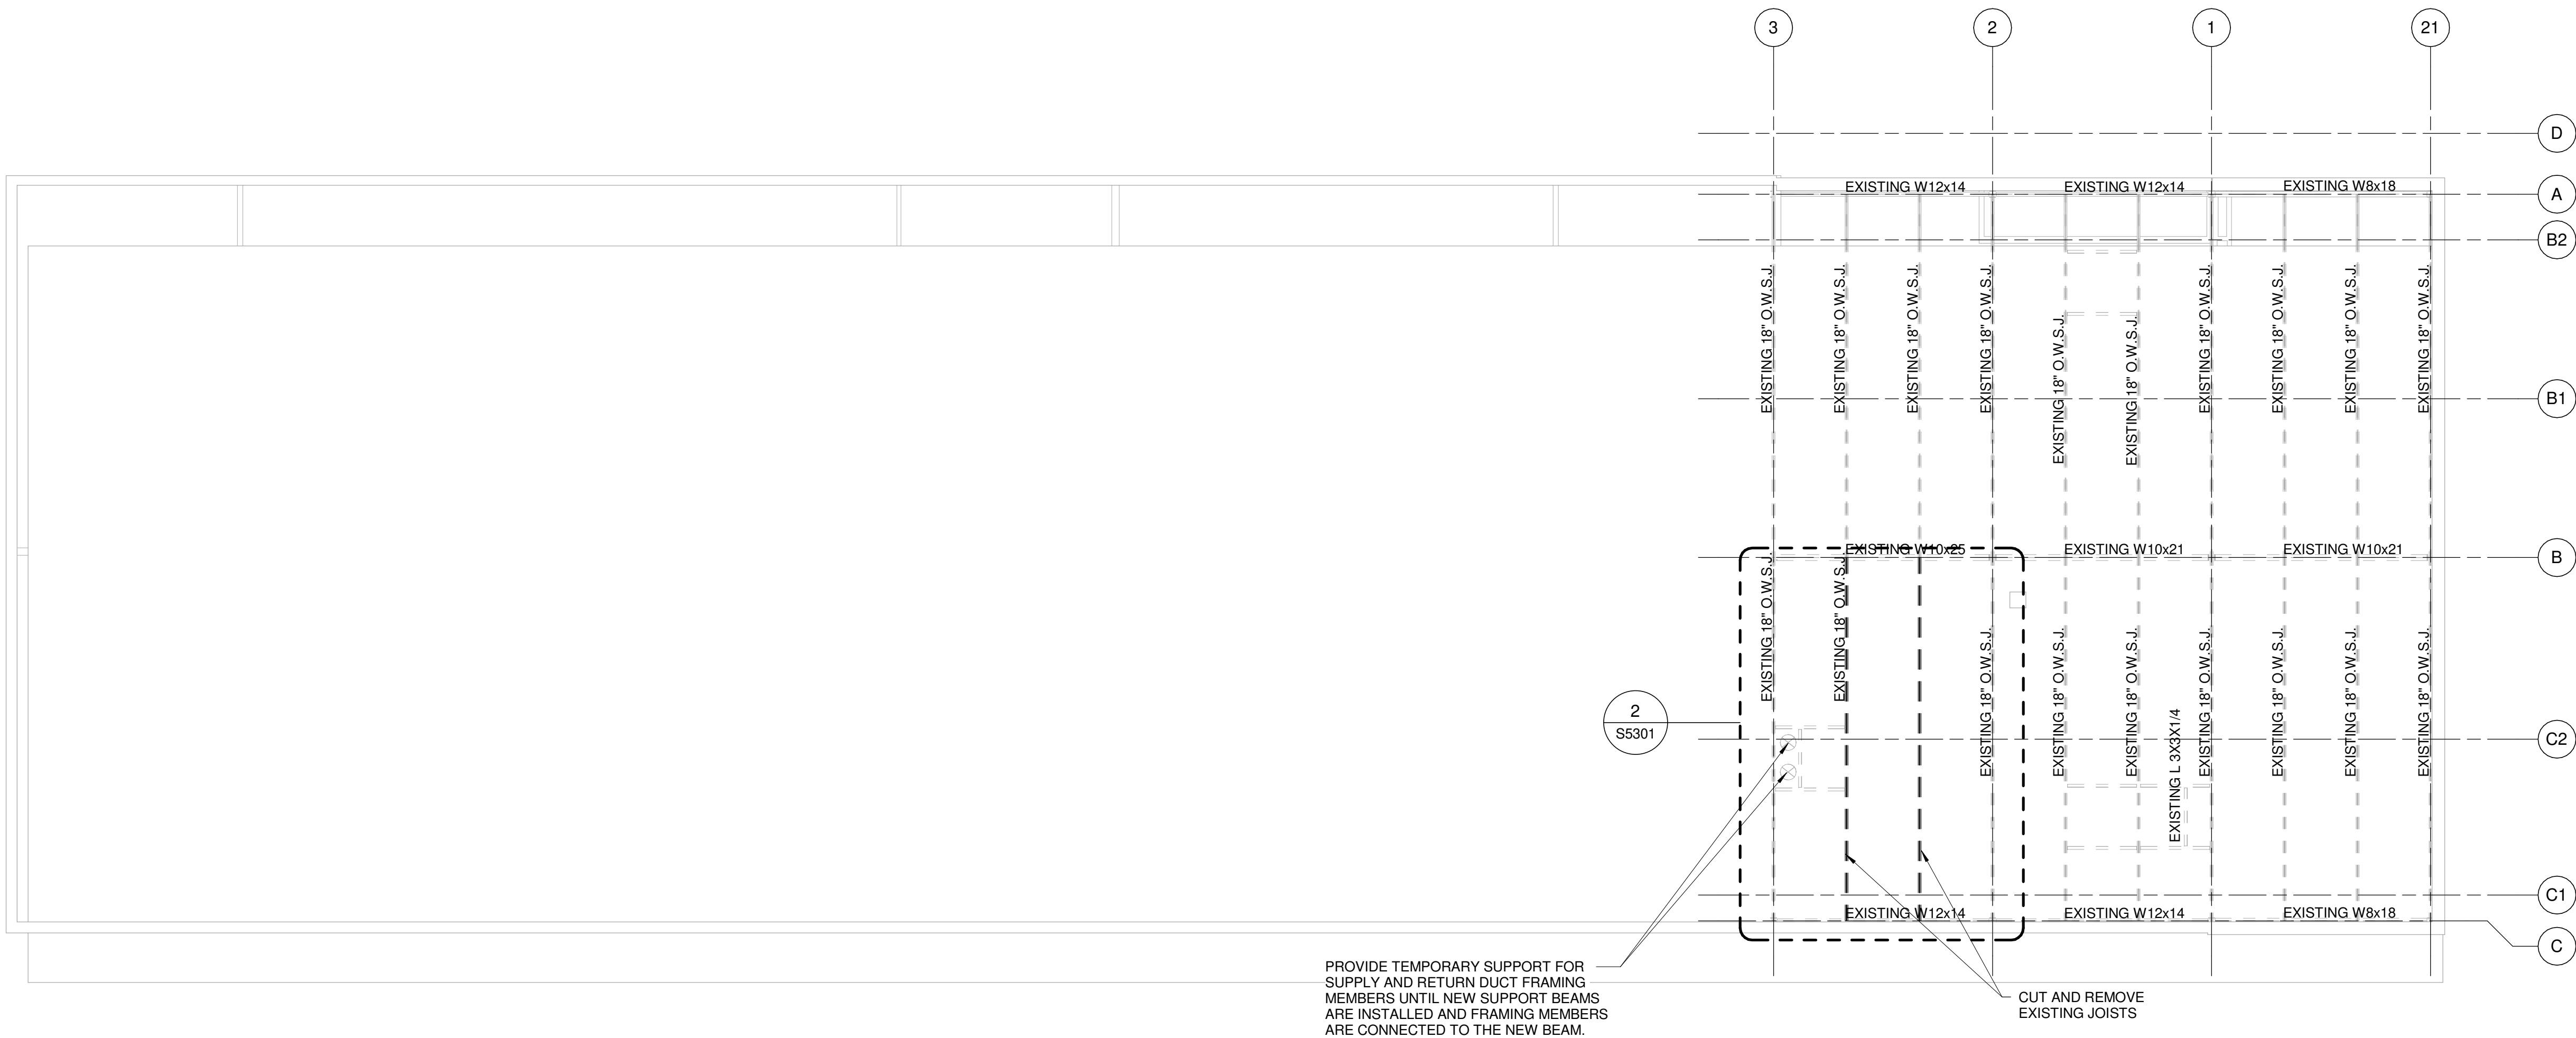 3
2
1
21
D
EXISTING W12x14
EXISTING W12x14
EXISTING W8x18
A
B2
EXISTING 18" O.W.S.J.
EXISTING 18" O.W.S.J.
EXISTING 18" O.W.S.J.
EXISTING 18" O.W.S.J.
EXISTING 18" O.W.S.J.
EXISTING 18" O.W.S.J.
EXISTING 18" O.W.S.J.
EXISTING 18" O.W.S.J.
EXISTING 18" O.W.S.J.
EXISTING 18" O.W.S.J.
B1
EXISTING W10x25
EXISTING W10x21
EXISTING W10x21
B
EXISTING 18" O.W.S.J.
EXISTING 18" O.W.S.J.
EXISTING 18" O.W.S.J.
EXISTING 18" O.W.S.J.
EXISTING 18" O.W.S.J.
EXISTING L 3X3X1/4
EXISTING 18" O.W.S.J.
EXISTING 18" O.W.S.J.
EXISTING 18" O.W.S.J.
EXISTING 18" O.W.S.J.
2
S5301
C2
C1
EXISTING W12x14
EXISTING W12x14
EXISTING W8x18
C
PROVIDE TEMPORARY SUPPORT FOR
SUPPLY AND RETURN DUCT FRAMING
MEMBERS UNTIL NEW SUPPORT BEAMS
ARE INSTALLED AND FRAMING MEMBERS
ARE CONNECTED TO THE NEW BEAM.
CUT AND REMOVE
EXISTING JOISTS